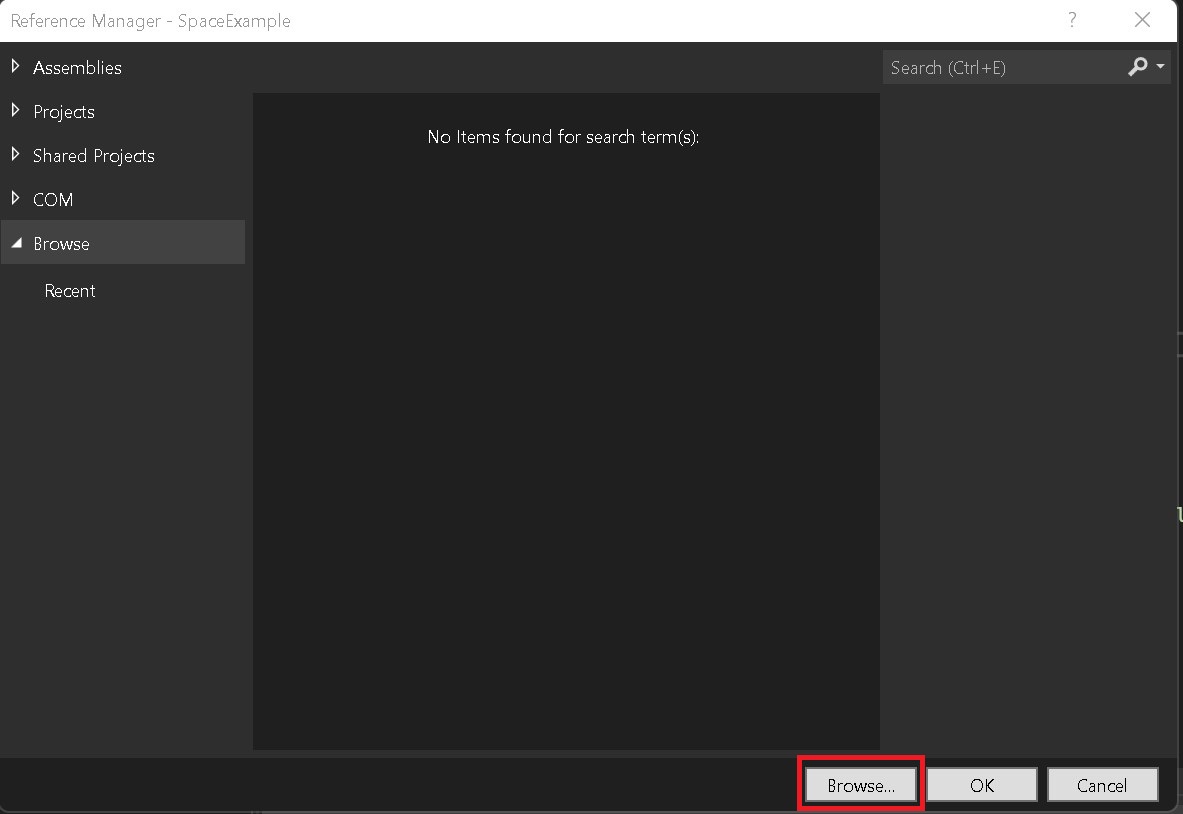 Reference Manager - SpaceExample
?
Assemblies
Search (Ctrl+E)
Projects
No Items found for search term(s):
Shared Projects
COM
Browse
Recent
Browse...
OK
Cancel